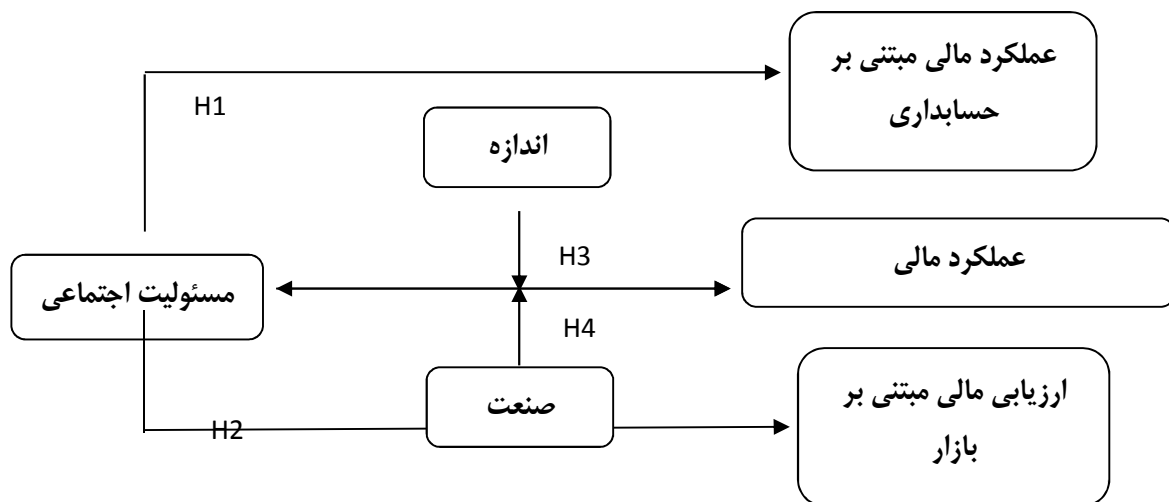 عملکرد مالی مبتنی بر
حسابداری
H1
اندازه
عملکرد مالی
H3
مسئولیت اجتماعی
H4
ارزیابی مالی مبتنی بر
بازار
صنعت
H2